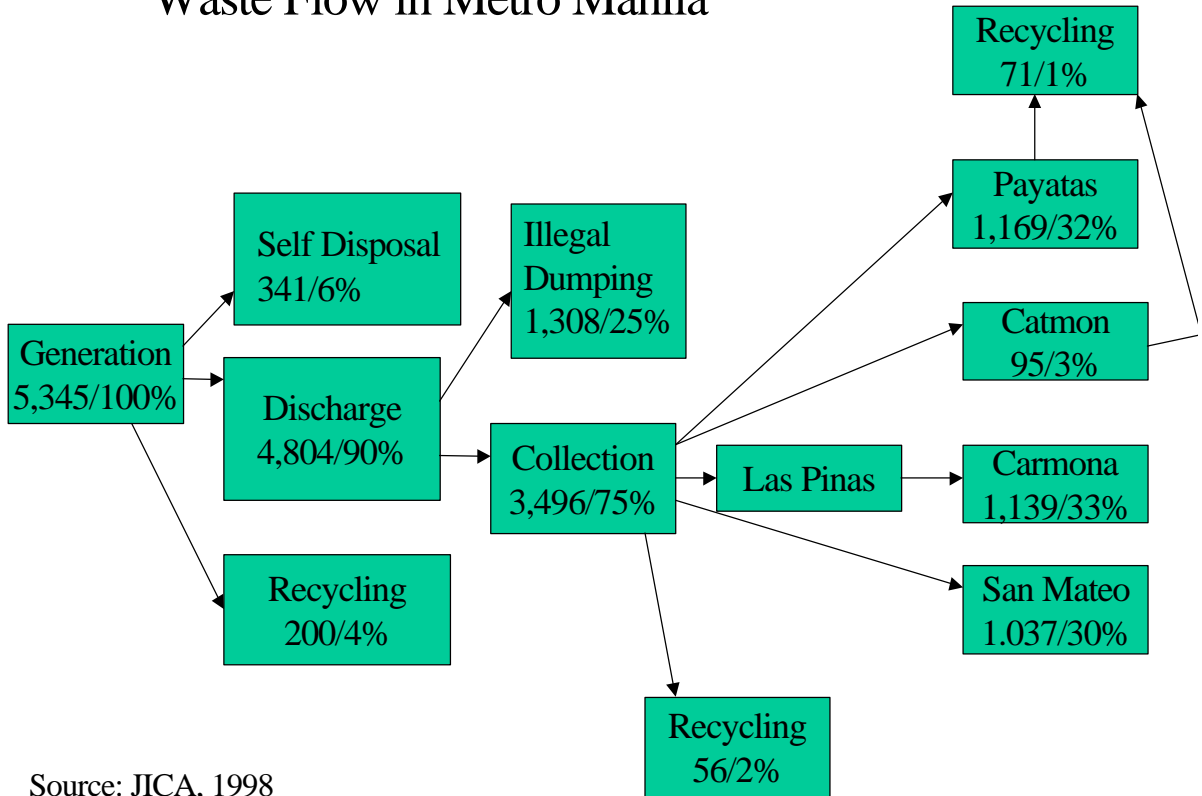 Waste Flow in Metro Manila
Recycling
71/1%
Payatas
1,169/32%
Self Disposal
341/6%
Illegal
Dumping
1,308/25%
Catmon
95/3%
Generation
5,345/100%
Discharge
4,804/90%
Collection
3,496/75%
Las Pinas
Carmona
1,139/33%
San Mateo
1.037/30%
Recycling
200/4%
Recycling
56/2%
Source: JICA, 1998